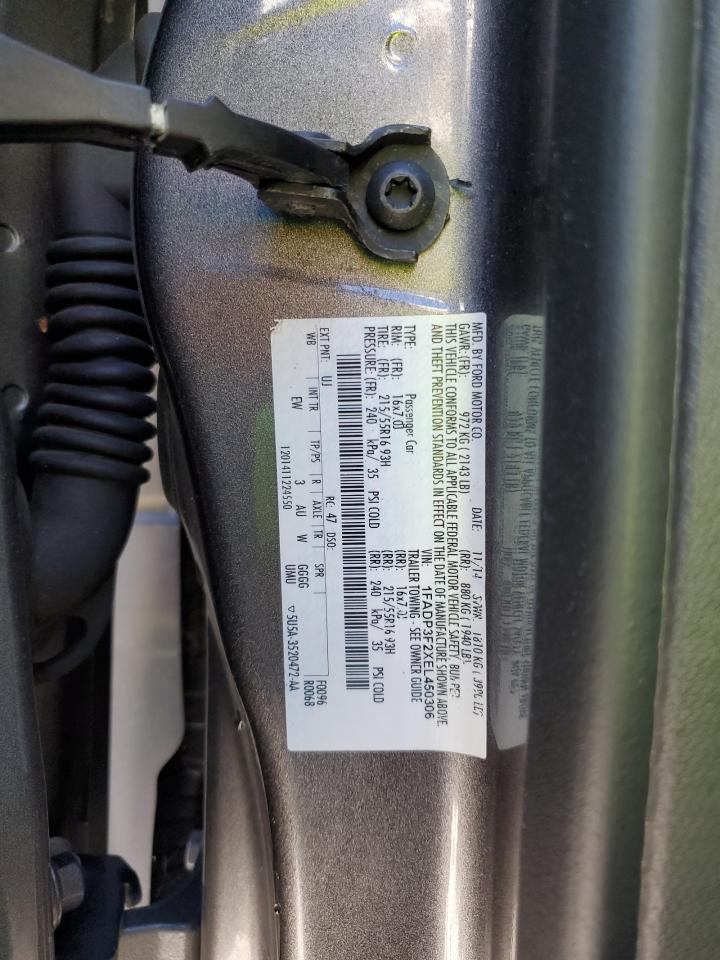 MFD. BY FORD MOTOR CO.
DATE: 11/14
GAWR: (FR): 972 KG ( 2143 LB) (RR): 880 KG ( 1940 LB)
THIS VEHICLE CONFORMS TO ALL APPLICABLE FEDERAL MOTOR VEHICLE SAFETY, BUMPER
AND THEFT PREVENTION STANDARDS IN EFFECT ON THE DATE OF MANUFACTURE SHOWN ABOVE.
VIN: 1FADP3F2XEL450306
TYPE: Passenger Car TRAILER TOWING - SEE OWNER GUIDE
RIM: (FR): 16x7.0J (RR): 16x7.0J
TIRE: (FR): 215/55R16 93H (RR): 215/55R16 93H
PRESSURE: (FR): 240 kPa/ 35 PSI COLD (RR): 240 kPa/ 35 PSI COLD
RC: 47 DSO: F0096
EXT PNT: UJ R0068
WB INT TR TP/PS R AXLE TR SPR
EW 3 AU W GGGG
UMU
1201411224550 ▽5U5A-3520472-AA